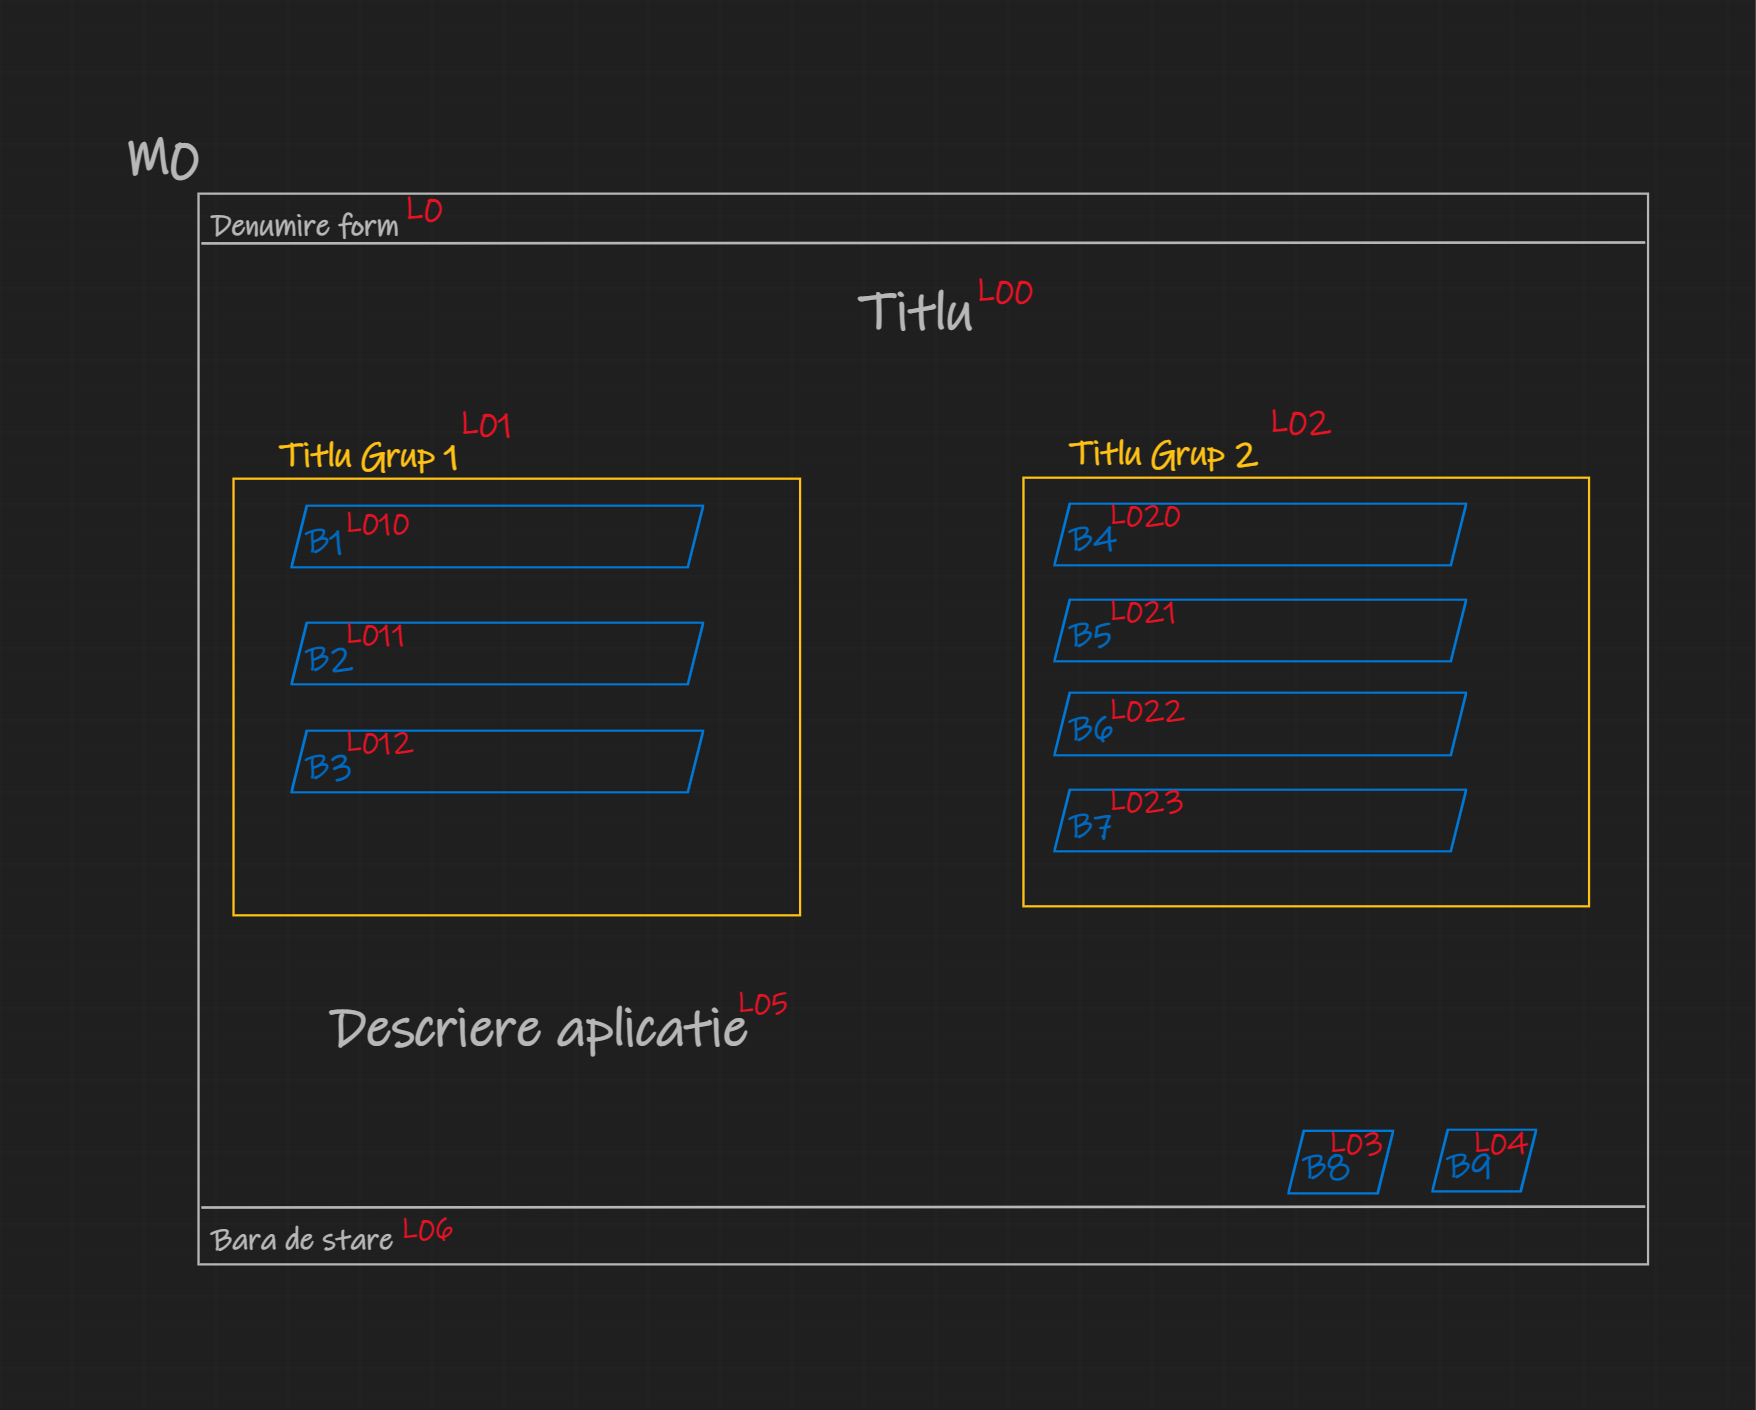 M0
Denumire form L0
Titlu L00
Titlu Grup 1 L01
B1 L010
B2 L011
B3 L012
Titlu Grup 2 L02
B4 L020
B5 L021
B6 L022
B7 L023
Descriere aplicatie L05
B8 L03
B9 L04
Bara de stare L06